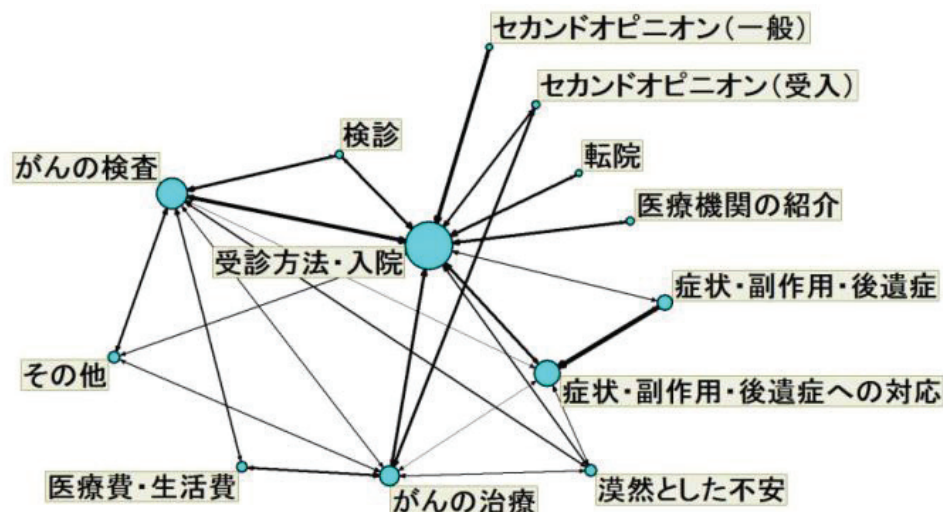 セカンドオピニオン(一般)
セカンドオピニオン(受入)
検診
がんの検査
転院
医療機関の紹介
受診方法・入院
症状・副作用・後遺症
その他
症状・副作用・後遺症への対応
医療費・生活費
がんの治療
漠然とした不安